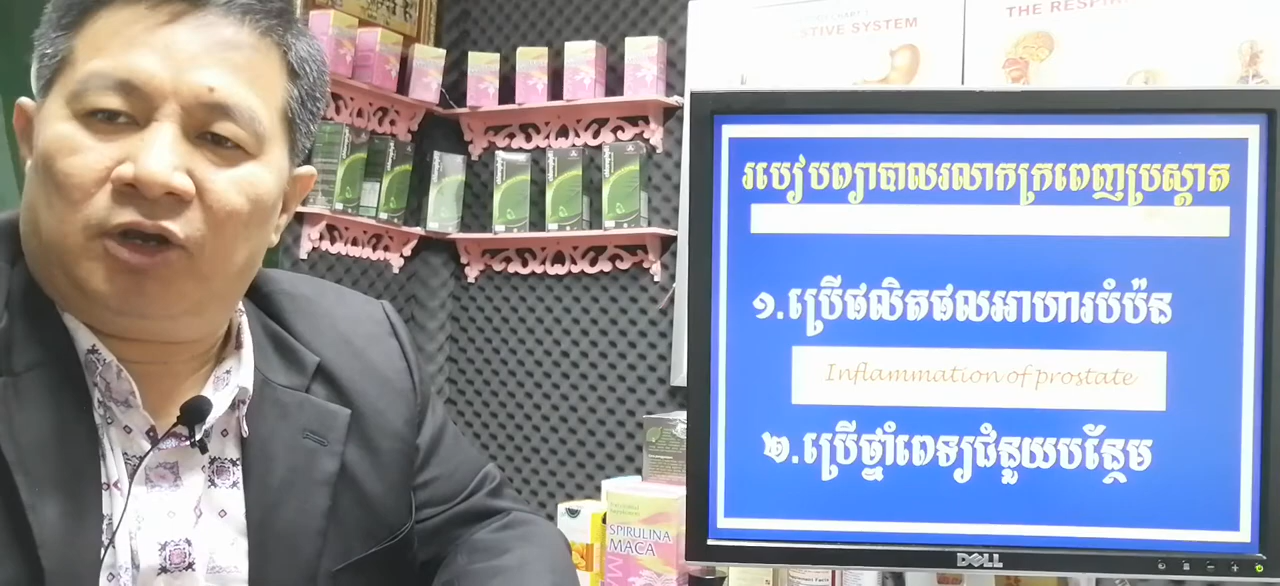 DIGESTIVE SYSTEM
THE RESPIR
របៀបព្យាបាលរលាកក្រពេញប្រស្តាត
១.ប្រើផលិតផលអាហារបំប៉ន
Inflammation of prostate
២.ប្រើថ្នាំពេទ្យជំនួយបន្ថែម
SPIRULINA
MACA
DELL